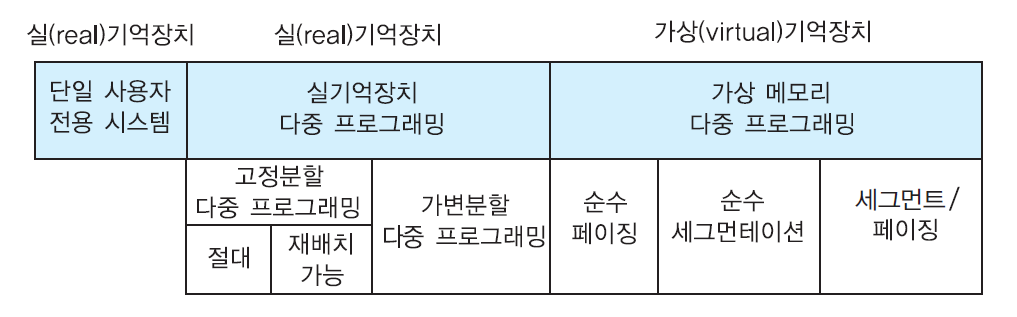 실(real)기억장치
실(real)기억장치
가상(virtual)기억장치
단일 사용자
전용 시스템
실기억장치
다중 프로그래밍
가상 메모리
다중 프로그래밍
고정분할
다중 프로그래밍
절대
재배치
가능
가변분할
다중 프로그래밍
순수
페이징
순수
세그먼테이션
세그먼트/
페이징